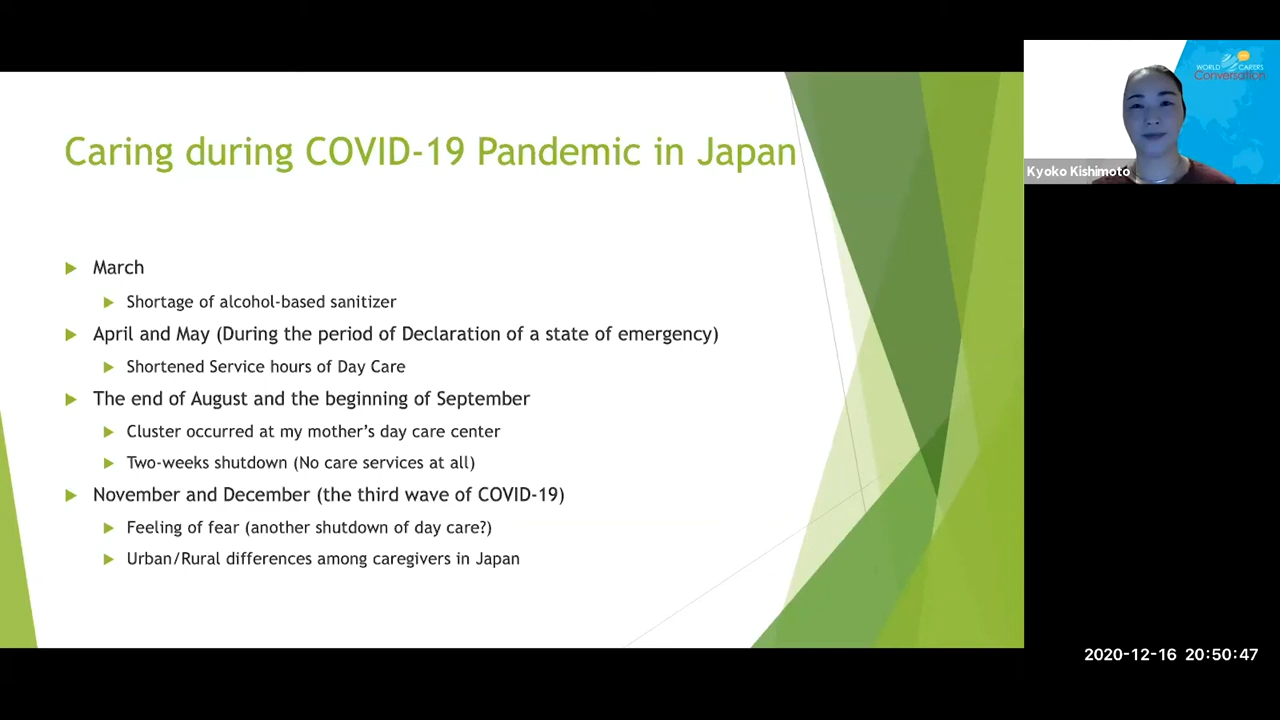 Caring during COVID-19 Pandemic in Japan
March
Shortage of alcohol-based sanitizer
April and May (During the period of Declaration of a state of emergency)
Shortened Service hours of Day Care
The end of August and the beginning of September
Cluster occurred at my mother's day care center
Two-weeks shutdown (No care services at all)
November and December (the third wave of COVID-19)
Feeling of fear (another shutdown of day care?)
Urban/Rural differences among caregivers in Japan
WORLD CARERS
Conversation
Kyoko Kishimoto
2020-12-16 20:50:47